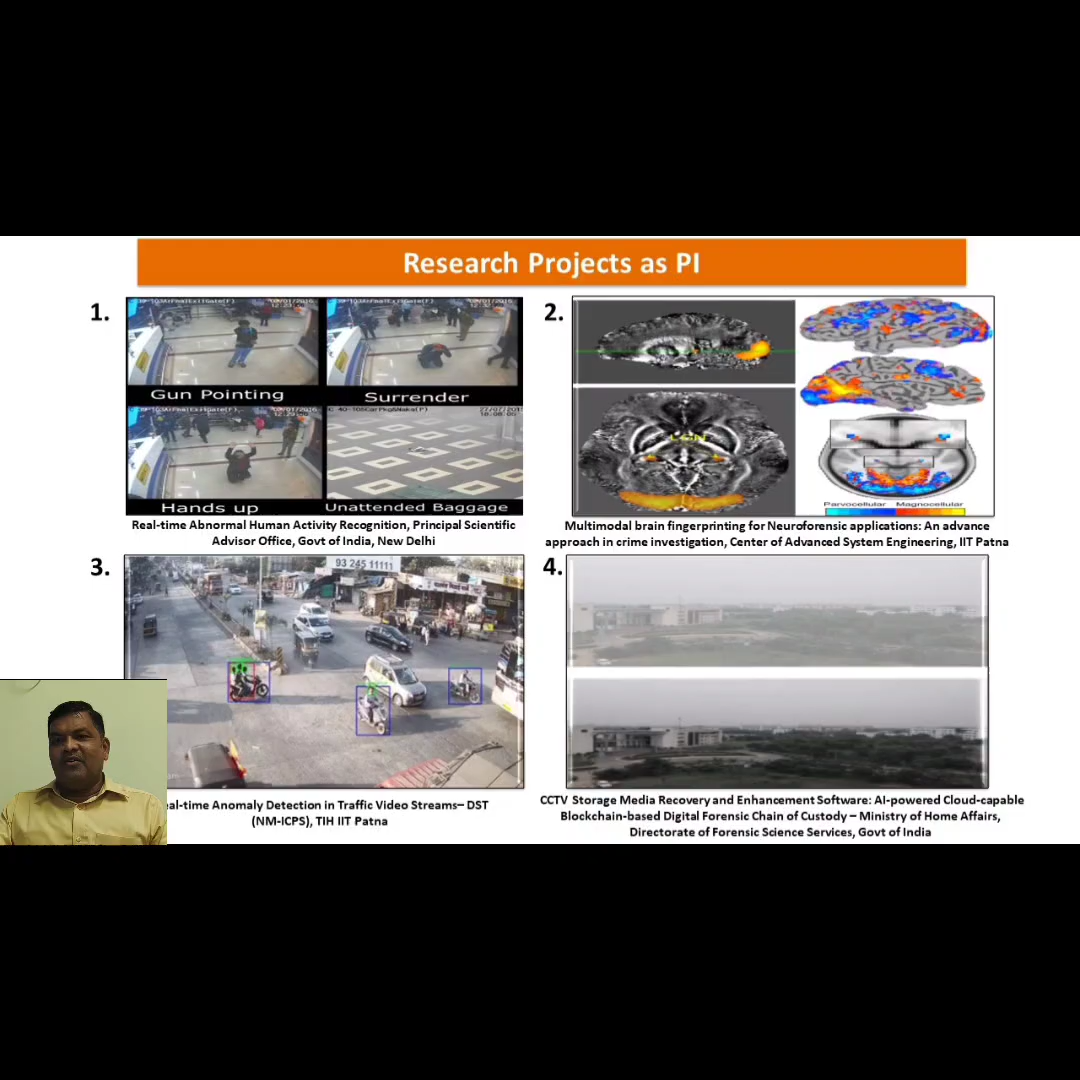 Research Projects as PI
1.
Gun Pointing
Surrender
Hands up
Unattended Baggage
Real-time Abnormal Human Activity Recognition, Principal Scientific
Advisor Office, Govt of India, New Delhi
2.
Parvocellular Magnocellular
Multimodal brain fingerprinting for Neuroforensic applications: An advance
approach in crime investigation, Center of Advanced System Engineering, IIT Patna
3.
93 245 11111
al-time Anomaly Detection in Traffic Video Streams– DST
(NM-ICPS), TIH IIT Patna
4.
CCTV Storage Media Recovery and Enhancement Software: AI-powered Cloud-capable
Blockchain-based Digital Forensic Chain of Custody – Ministry of Home Affairs,
Directorate of Forensic Science Services, Govt of India